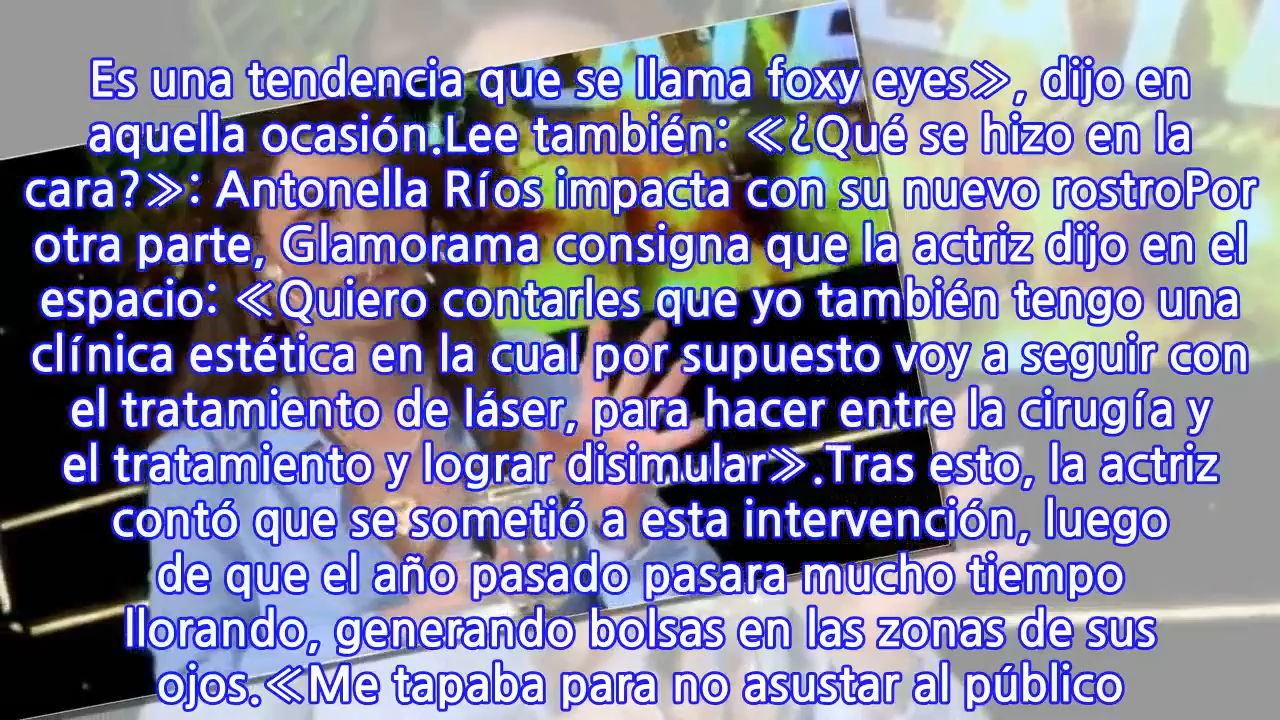 Es una tendencia que se llama foxy eyes≫, dijo en
aquella ocasión.Lee también: ≪¿Qué se hizo en la
cara?≫: Antonella Ríos impacta con su nuevo rostroPor
otra parte, Glamorama consigna que la actriz dijo en el
espacio: ≪Quiero contarles que yo también tengo una
clínica estética en la cual por supuesto voy a seguir con
el tratamiento de láser, para hacer entre la cirugía y
el tratamiento y lograr disimular≫.Tras esto, la actriz
contó que se sometió a esta intervención, luego
de que el año pasado pasara mucho tiempo
llorando, generando bolsas en las zonas de sus
ojos.≪Me tapaba para no asustar al público